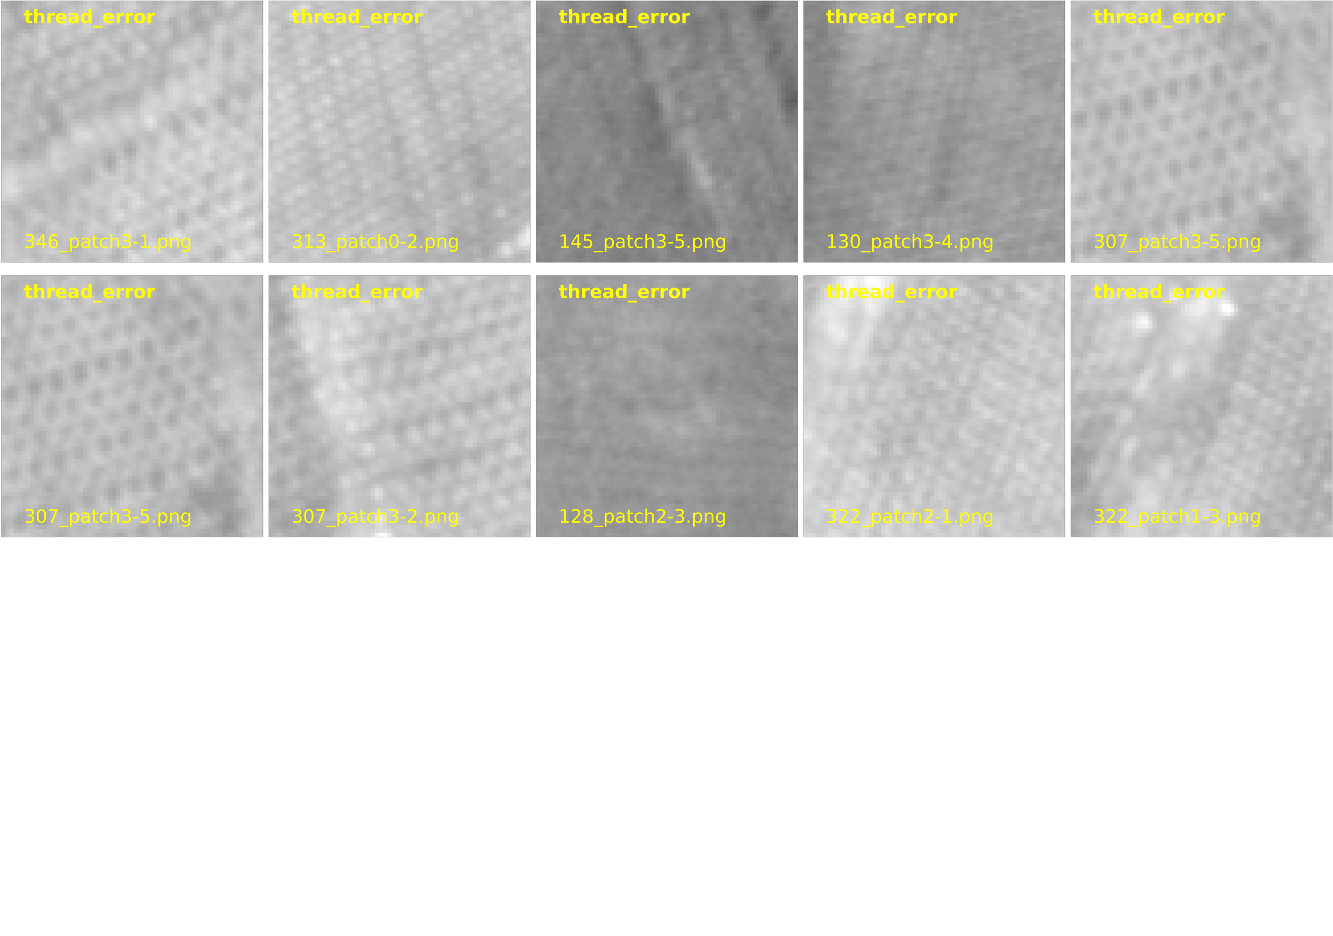 thread_error
thread_error
thread_error
thread_error
thread_error
346_patch3-1.png
313_patch0-2.png
145_patch3-5.png
130_patch3-4.png
307_patch3-5.png
thread_error
thread_error
thread_error
thread_error
thread_error
307_patch3-5.png
307_patch3-2.png
128_patch2-3.png
322_patch2-1.png
322_patch1-3.png